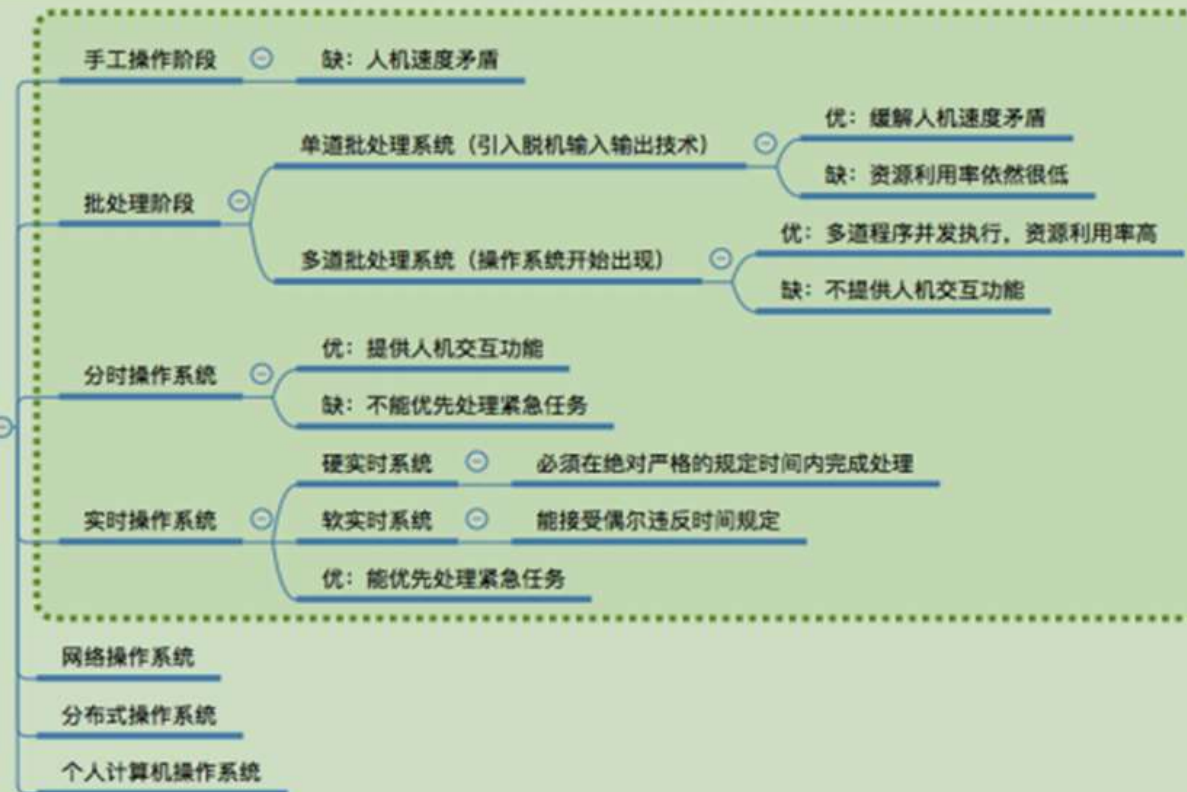 手工操作阶段
缺：人机速度矛盾
批处理阶段
单道批处理系统（引入脱机输入输出技术）
优：缓解人机速度矛盾
缺：资源利用率依然很低
多道批处理系统（操作系统开始出现）
优：多道程序并发执行，资源利用率高
缺：不提供人机交互功能
分时操作系统
优：提供人机交互功能
缺：不能优先处理紧急任务
实时操作系统
硬实时系统
必须在绝对严格的规定时间内完成处理
软实时系统
能接受偶尔违反时间规定
优：能优先处理紧急任务
网络操作系统
分布式操作系统
个人计算机操作系统